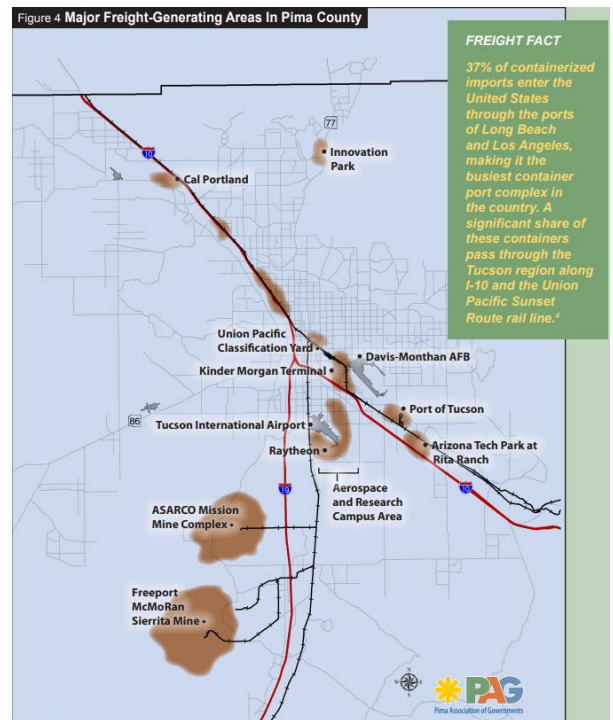 Figure 4 Major Freight-Generating Areas In Pima County
FREIGHT FACT
37% of containerized
imports enter the
United States
through the ports
of Long Beach
and Los Angeles,
making it the
busiest container
port complex in
the country. A
significant share of
these containers
pass through the
Tucson region along
I-10 and the Union
Pacific Sunset
Route rail line.4
77
10
Innovation
Park
Cal Portland
Union Pacific
Classification Yard
Davis-Monthan AFB
Kinder Morgan Terminal
86
Port of Tucson
Tucson International Airport
Arizona Tech Park at
Rita Ranch
Raytheon
Aerospace
and Research
Campus Area
19
10
ASARCO Mission
Mine Complex
Freeport
McMoRan
Sierrita Mine
PAG
Pima Association of Governments